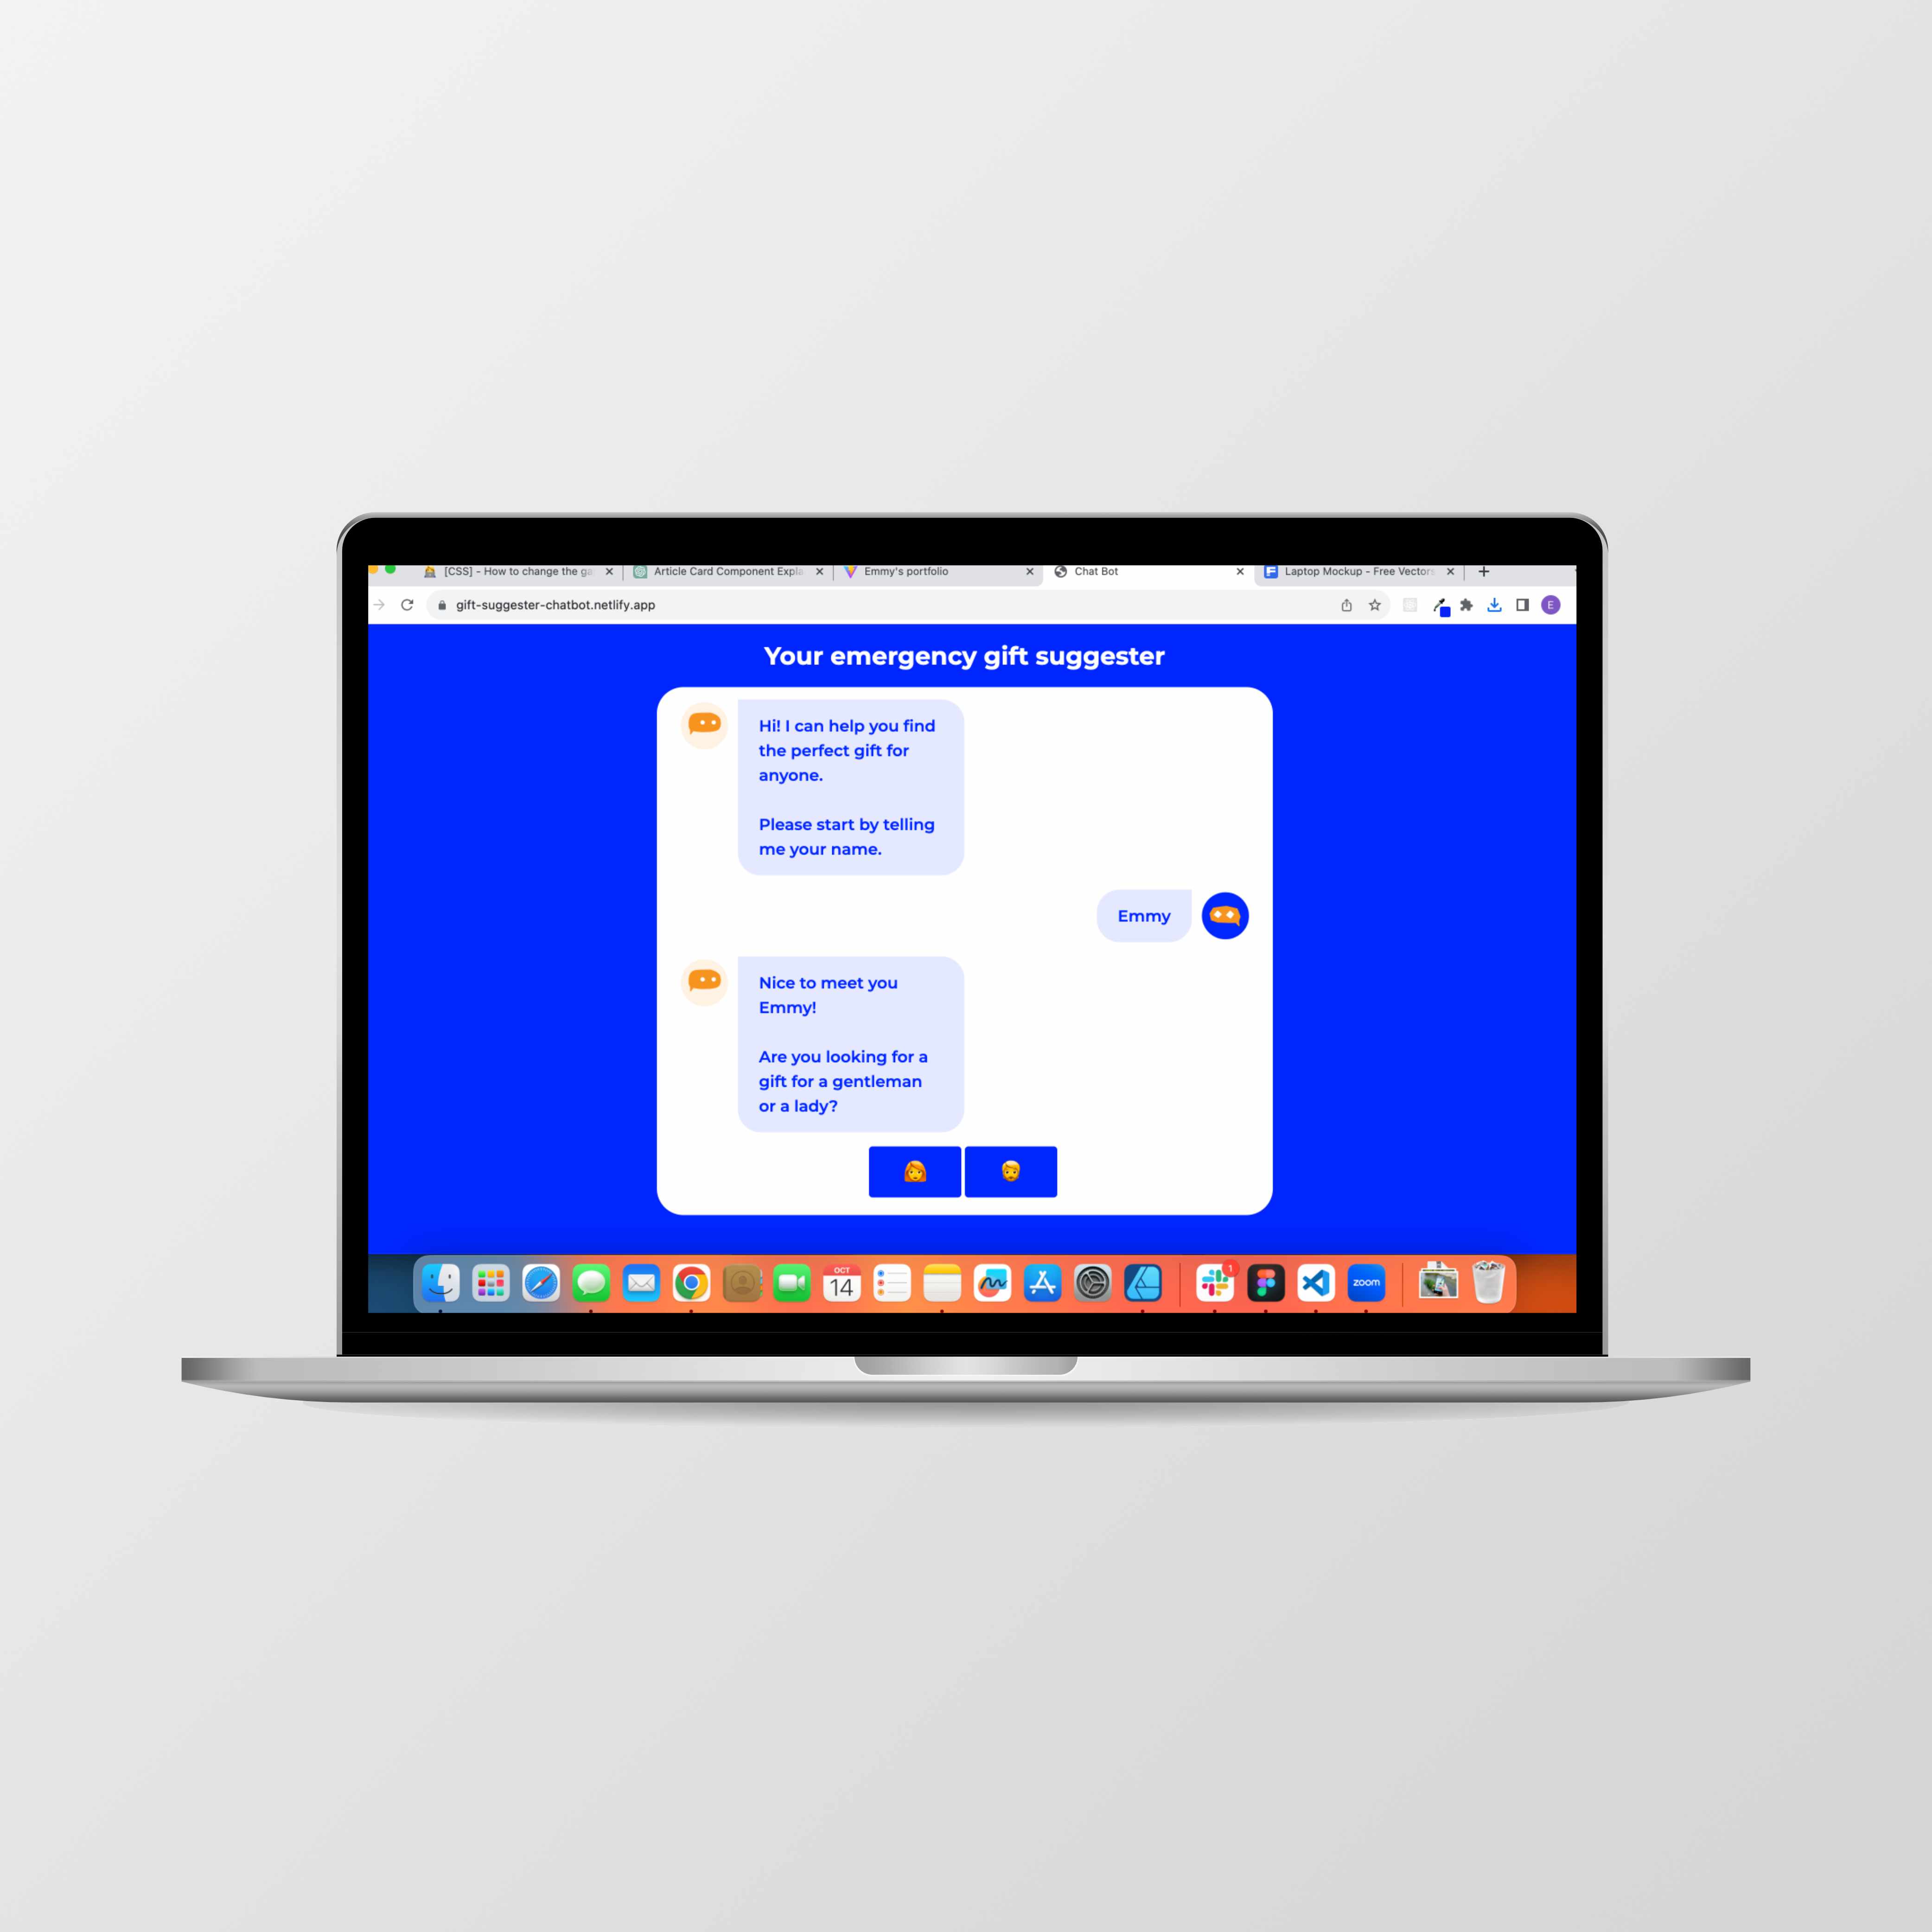 [CSS] - How to change the ga
Article Card Component Expla
Emmy's portfolio
Chat Bot
Laptop Mockup - Free Vectors
gift-suggester-chatbot.netlify.app
E
Your emergency gift suggester
Hi! I can help you find
the perfect gift for
anyone.
Please start by telling
me your name.
Emmy
Nice to meet you
Emmy!
Are you looking for a
gift for a gentleman
or a lady?
OCT
14
1
zoom